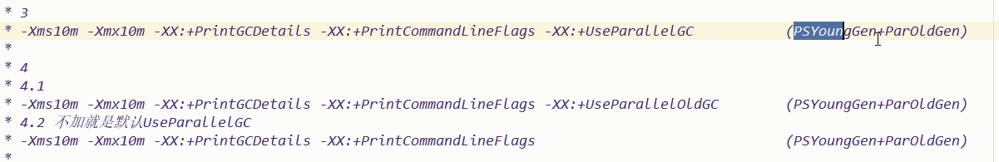 * 3
* -Xms10m -Xmx10m -XX:+PrintGCDetails -XX:+PrintCommandLineFlags -XX:+UseParallelGC (PSYoungGen+ParOldGen)
*
* 4
* 4.1
* -Xms10m -Xmx10m -XX:+PrintGCDetails -XX:+PrintCommandLineFlags -XX:+UseParallelOldGC (PSYoungGen+ParOldGen)
* 4.2 不加就是默认UseParallelGC
* -Xms10m -Xmx10m -XX:+PrintGCDetails -XX:+PrintCommandLineFlags (PSYoungGen+ParOldGen)
*